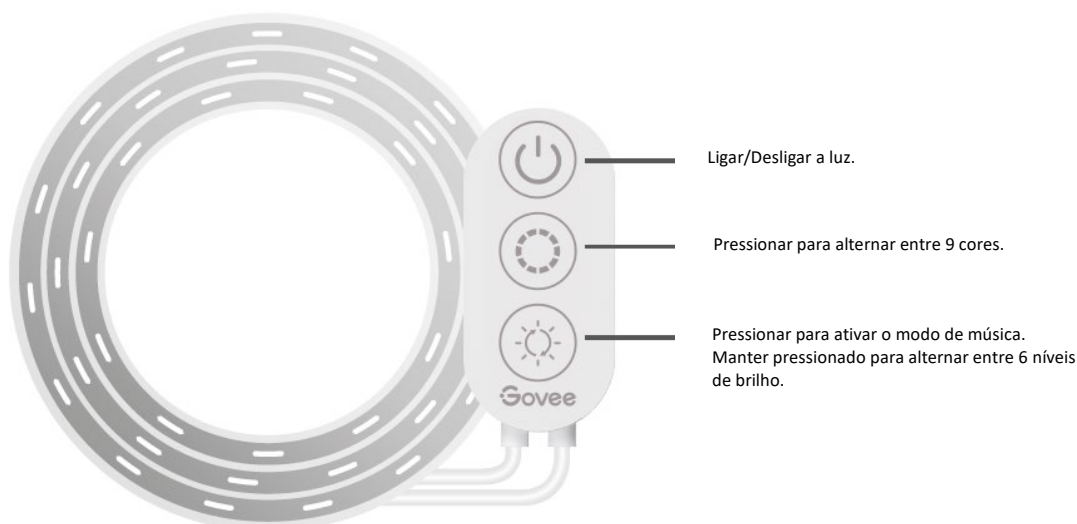 Ligar/Desligar a luz.
Pressionar para alternar entre 9 cores.
Pressionar para ativar o modo de música.
Manter pressionado para alternar entre 6 níveis
de brilho.
Govee